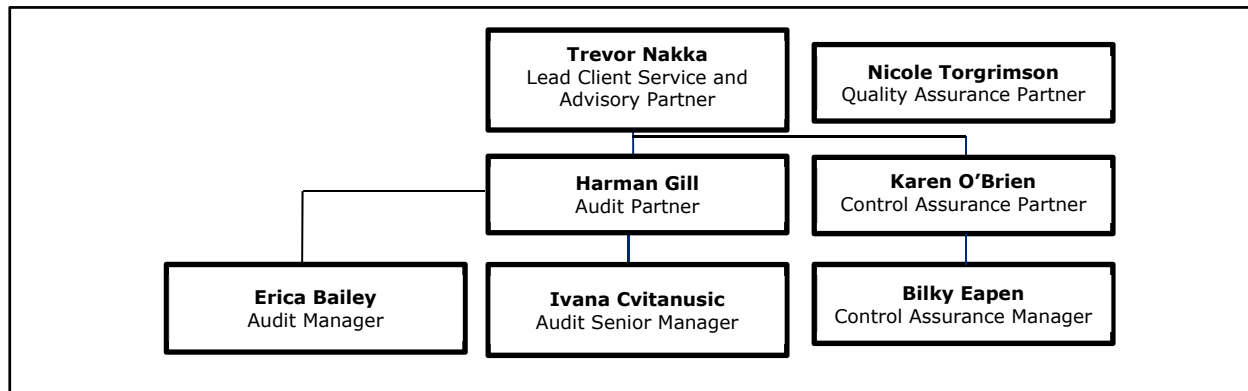 Trevor Nakka
Lead Client Service and
Advisory Partner
Nicole Torgrimson
Quality Assurance Partner
Harman Gill
Audit Partner
Karen O’Brien
Control Assurance Partner
Erica Bailey
Audit Manager
Ivana Cvitanusic
Audit Senior Manager
Bilky Eapen
Control Assurance Manager